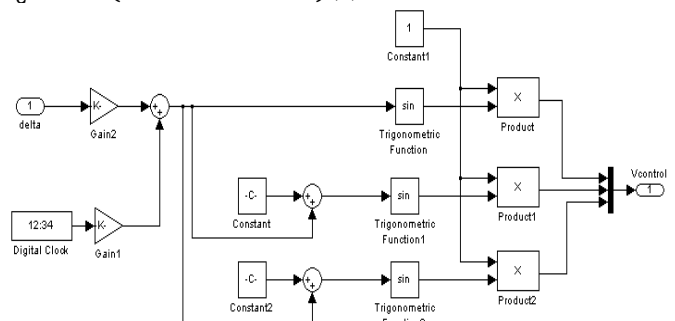 1
Constant1
1
delta
K-
Gain2
+
+
sin
Trigonometric
Function
X
Product
Vcontrol
1
-C-
Constant
+
+
sin
Trigonometric
Function1
X
Product1
12:34
Digital Clock
K-
Gain1
-C-
Constant2
+
+
sin
Trigonometric
X
Product2